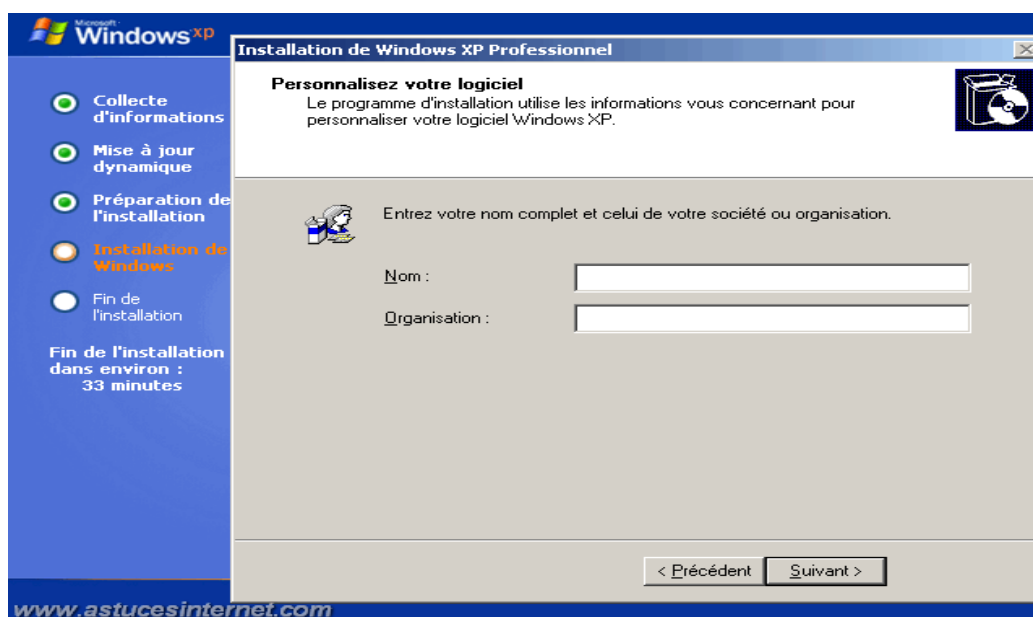 Microsoft
Windows xp
Installation de Windows XP Professionnel
Personnalisez votre logiciel
Le programme d'installation utilise les informations vous concernant pour
personnaliser votre logiciel Windows XP.
Collecte
d'informations
Mise à jour
dynamique
Préparation de
l'installation
Installation de
Windows
Fin de
l'installation
Fin de l'installation
dans environ :
33 minutes
Entrez votre nom complet et celui de votre société ou organisation.
Nom :
Organisation :
< Précédent
Suivant >
www.astucesinternet.com